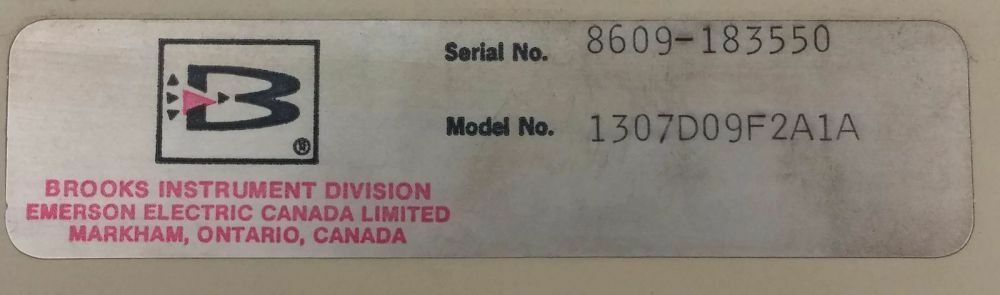 B
®
BROOKS INSTRUMENT DIVISION
EMERSON ELECTRIC CANADA LIMITED
MARKHAM, ONTARIO, CANADA
Serial No. 8609-183550
Model No. 1307D09F2A1A